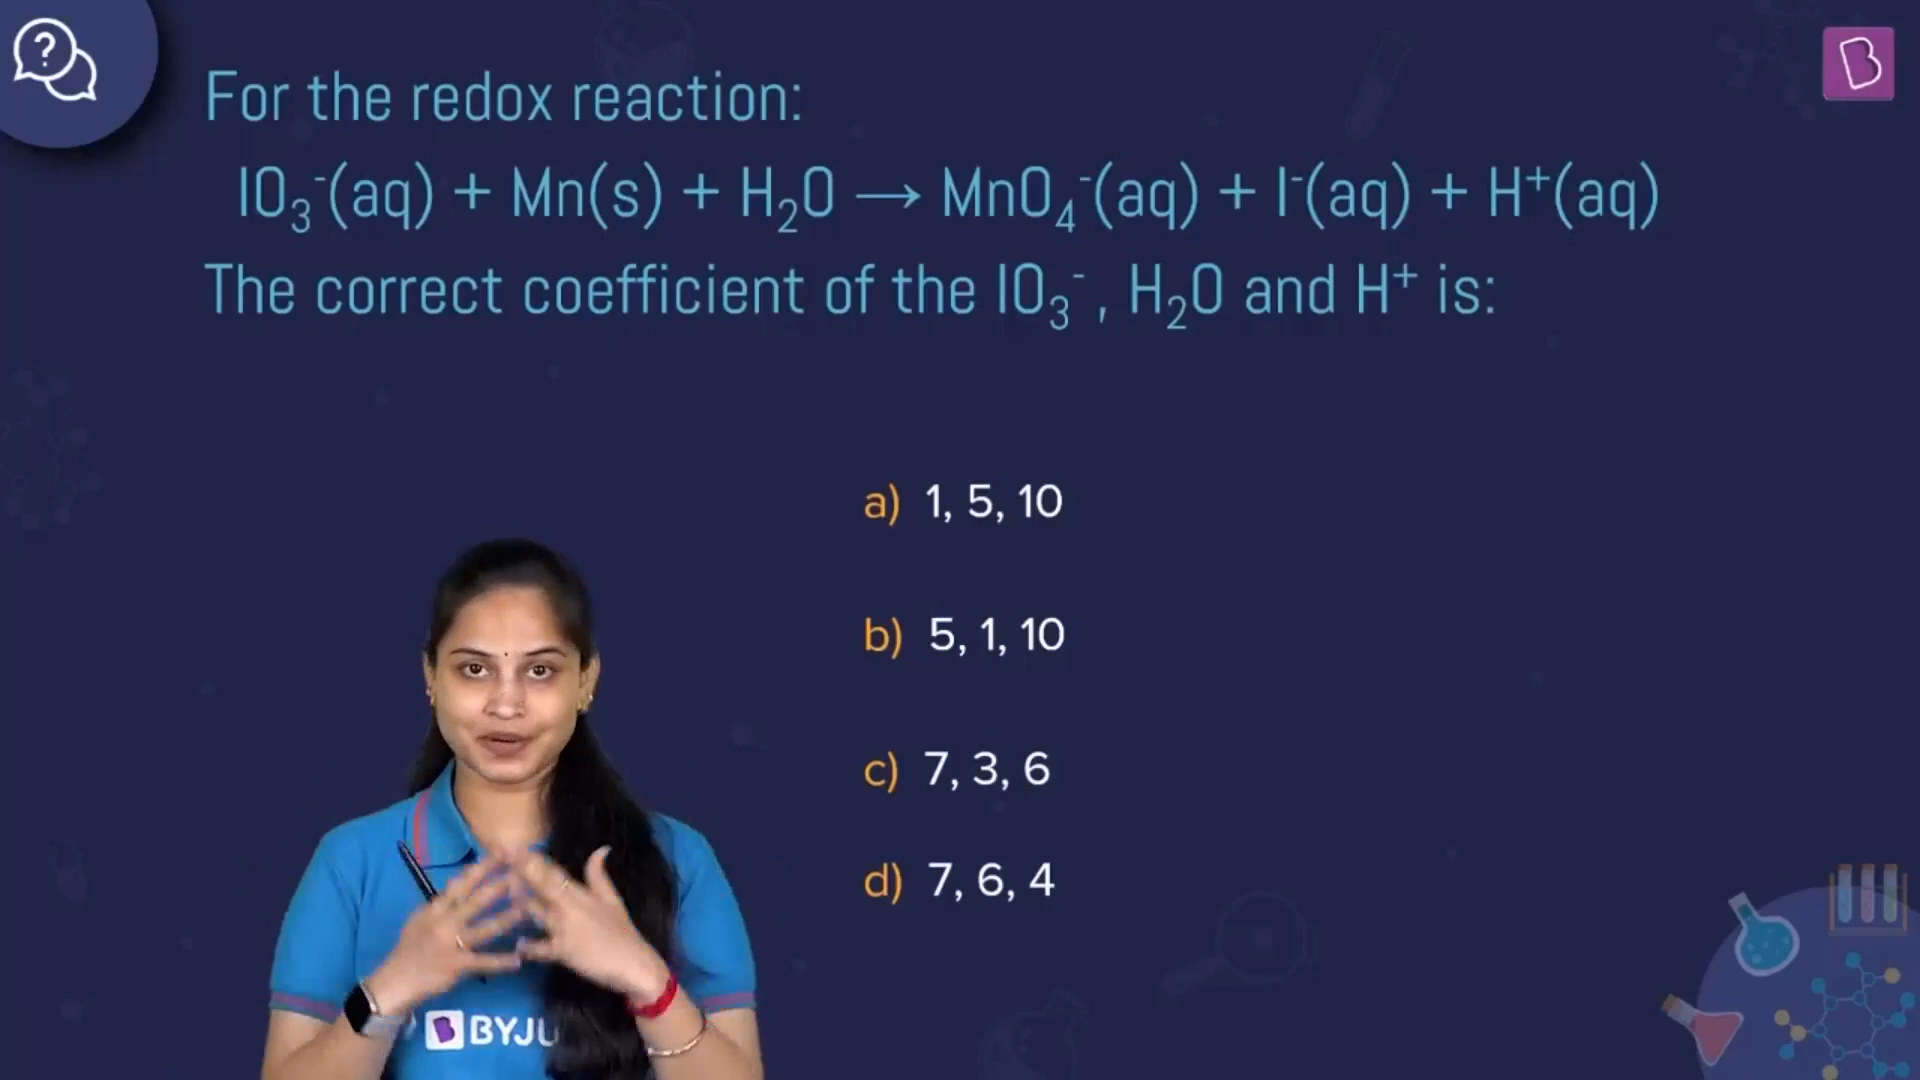 ?
B
For the redox reaction:
IO₃⁻(aq) + Mn(s) + H₂O → MnO₄⁻(aq) + I⁻(aq) + H⁺(aq)
The correct coefficient of the IO₃⁻, H₂O and H⁺ is:
a) 1, 5, 10
b) 5, 1, 10
c) 7, 3, 6
d) 7, 6, 4
B BYJU